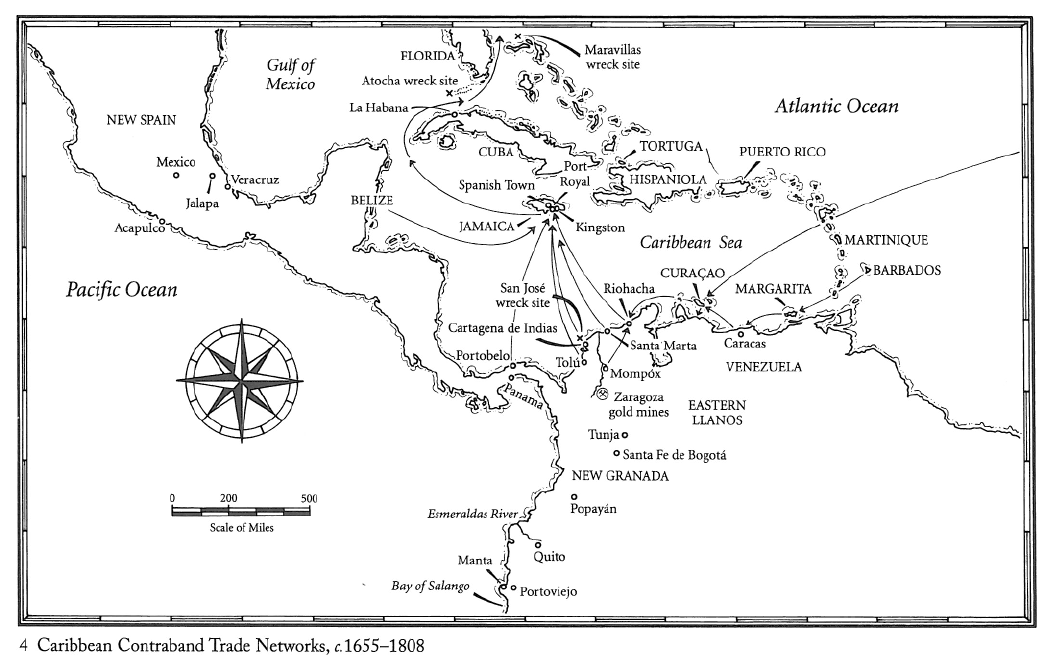 FLORIDA
Gulf of
Mexico
Maravillas
wreck site
Atocha wreck site
La Habana
Atlantic Ocean
NEW SPAIN
CUBA
TORTUGA
PUERTO RICO
Mexico
Veracruz
Jalapa
Port
Royal
HISPANIOLA
Spanish Town
BELIZE
Acapulco
JAMAICA
Kingston
Caribbean Sea
MARTINIQUE
BARBADOS
CURAÇAO
MARGARITA
Pacific Ocean
San José
wreck site
Riohacha
Cartagena de Indias
Santa Marta
Caracas
VENEZUELA
Portobelo
Tolú
Mompóx
Panama
Zaragoza
gold mines
EASTERN
LLANOS
Tunja
Santa Fe de Bogotá
NEW GRANADA
Popayán
0 200 500
Scale of Miles
Esmeraldas River
Quito
Manta
Bay of Salango
Portoviejo
4 Caribbean Contraband Trade Networks, c.1655–1808